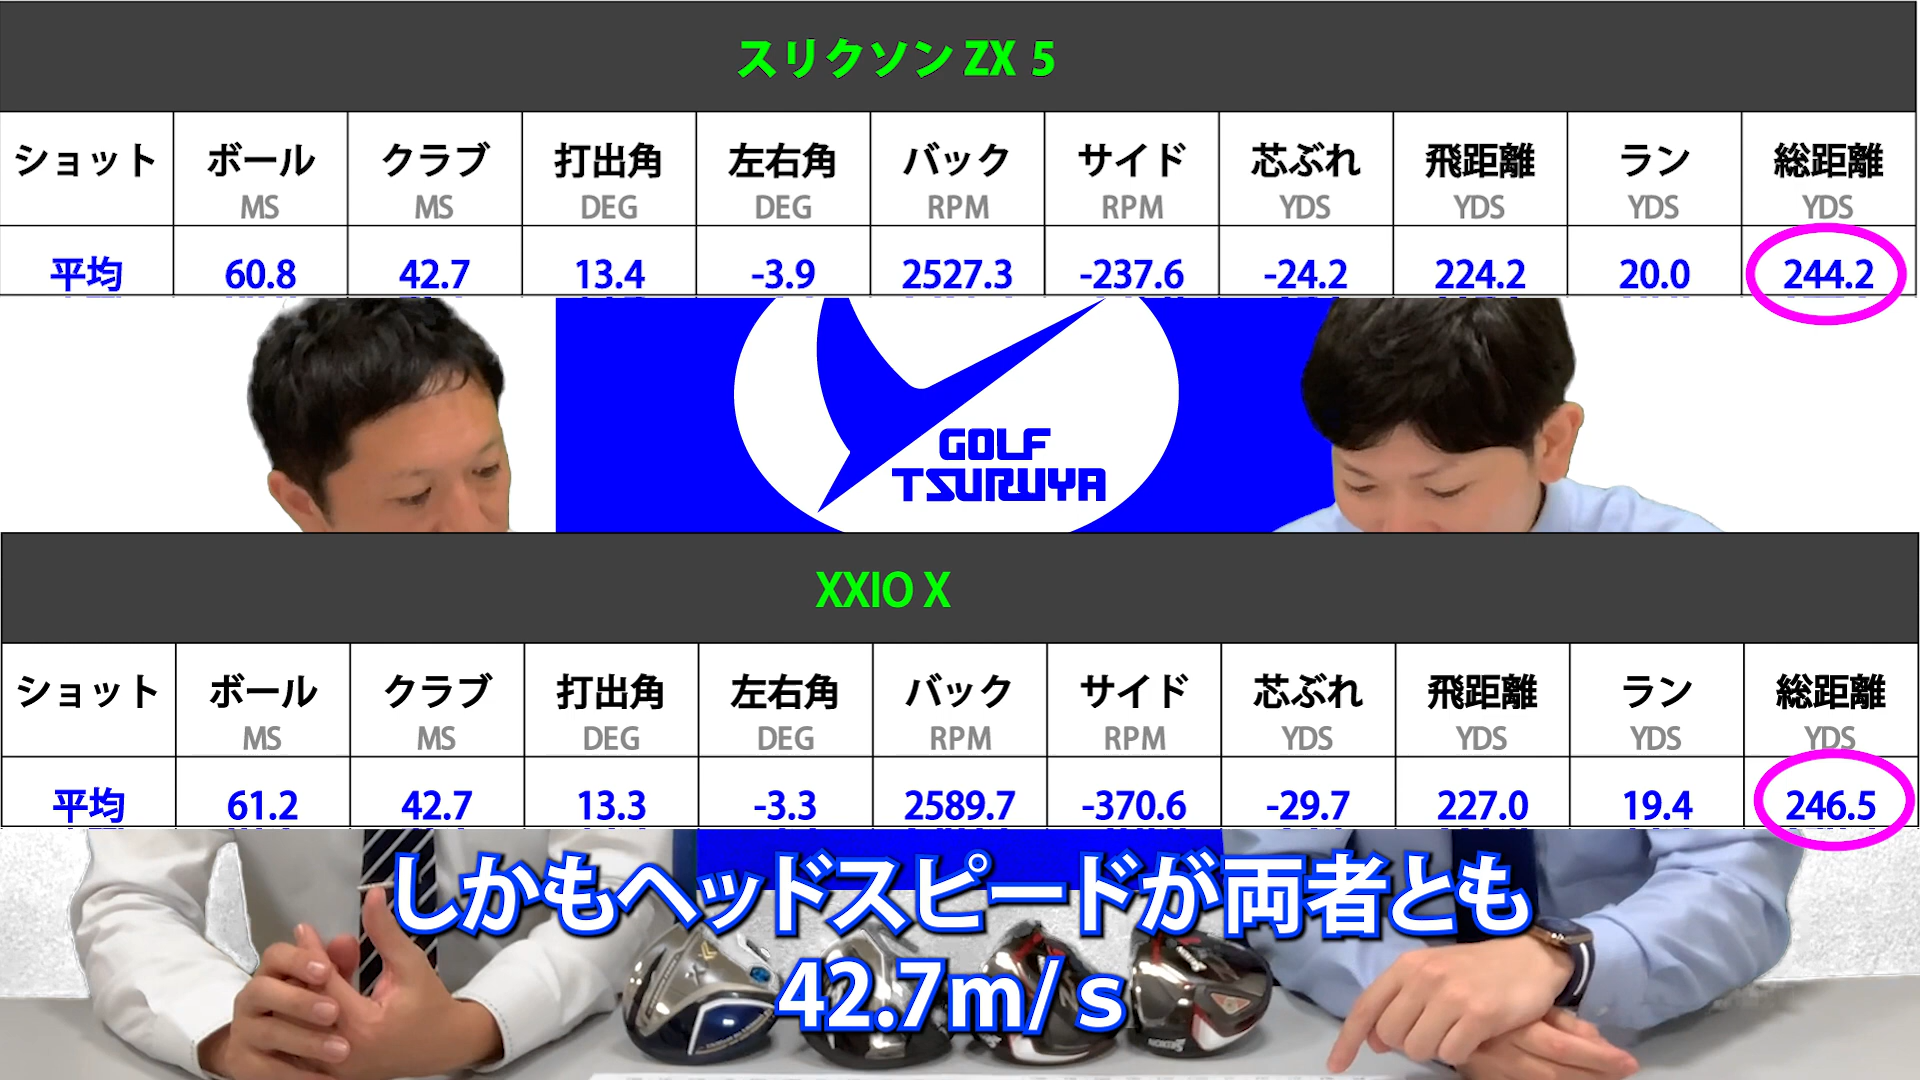 スリクソン ZX 5
ショット ボール クラブ 打出角 左右角 バック サイド 芯ぶれ 飛距離 ラン 総距離
MS MS DEG DEG RPM RPM YDS YDS YDS YDS
平均 60.8 42.7 13.4 -3.9 2527.3 -237.6 -24.2 224.2 20.0 244.2
GOLF
TSURUYA
XXIO X
ショット ボール クラブ 打出角 左右角 バック サイド 芯ぶれ 飛距離 ラン 総距離
MS MS DEG DEG RPM RPM YDS YDS YDS YDS
平均 61.2 42.7 13.3 -3.3 2589.7 -370.6 -29.7 227.0 19.4 246.5
しかもヘッドスピードが両者とも
42.7m/s